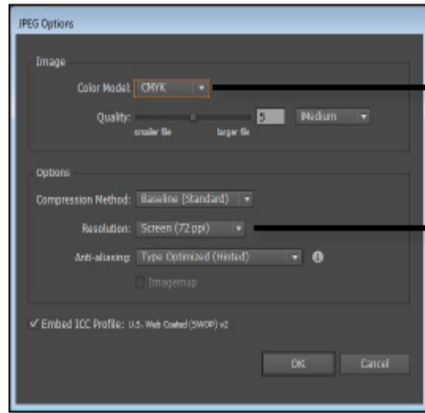 JPEG Options
Image
Color Model: CMYK
Quality: 5 Medium
smaller file larger file
Options
Compression Method: Baseline (Standard)
Resolution: Screen (72 ppi)
Anti-aliasing: Type Optimized (Hinted)
Imagemap
Embed ICC Profile: U.S. Web Coated (SWOP) v2
OK Cancel